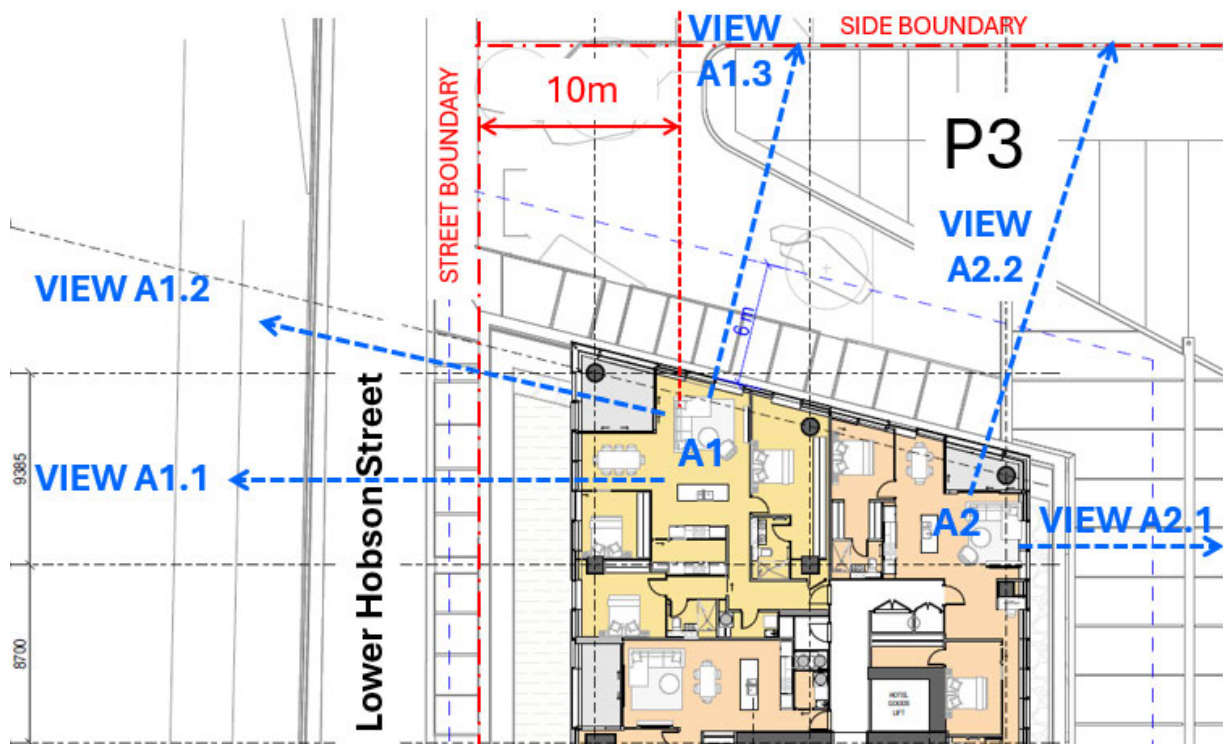 VIEW
A1.3
SIDE BOUNDARY
10m
STREET BOUNDARY
P3
VIEW
A2.2
VIEW A1.2
6 m
Lower Hobson Street
A1
VIEW A1.1
9385
A2
VIEW A2.1
8700
HOTEL
GOODS
LIFT